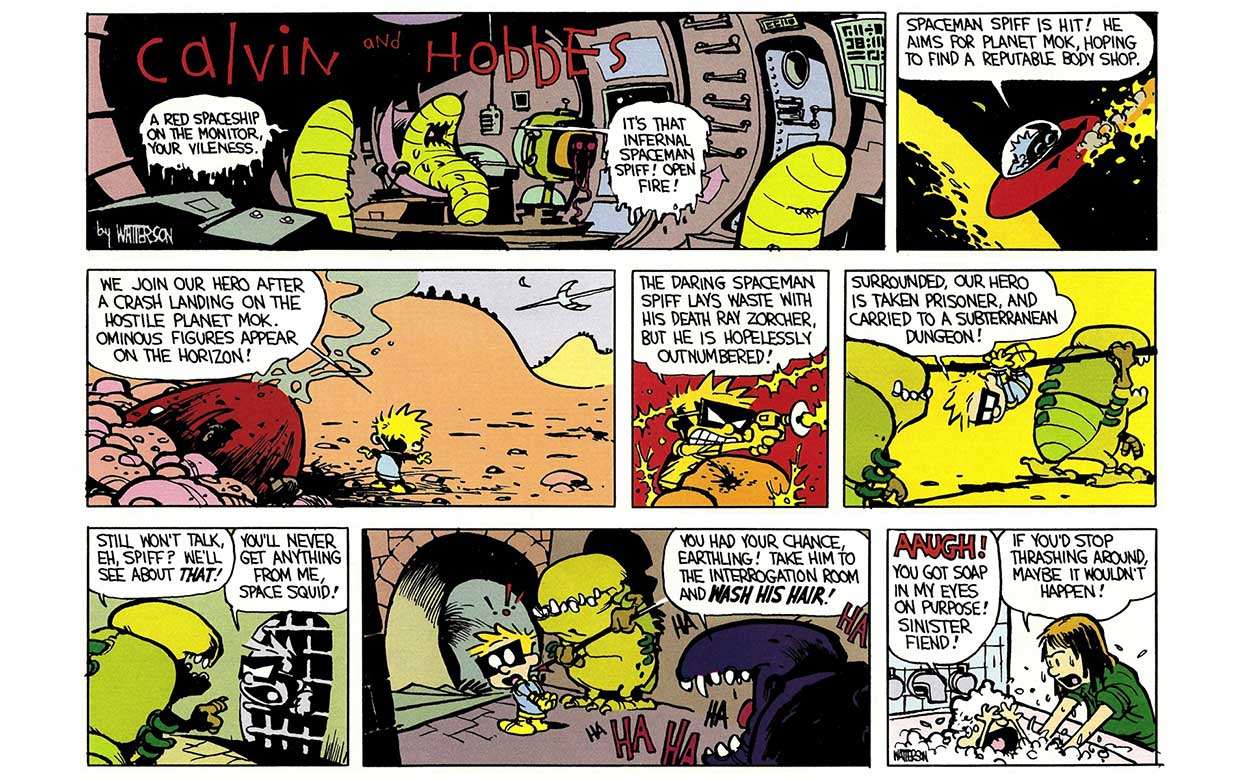 Calvin and HobbEs
A RED SPACESHIP
ON THE MONITOR,
YOUR VILENESS.
IT'S THAT
INFERNAL
SPACEMAN
SPIFF! OPEN
FIRE!
by WATTERSON
SPACEMAN SPIFF IS HIT! HE
AIMS FOR PLANET MOK, HOPING
TO FIND A REPUTABLE BODY SHOP.
WE JOIN OUR HERO AFTER
A CRASH LANDING ON THE
HOSTILE PLANET MOK.
OMINOUS FIGURES APPEAR
ON THE HORIZON!
THE DARING SPACEMAN
SPIFF LAYS WASTE WITH
HIS DEATH RAY ZORCHER,
BUT HE IS HOPELESSLY
OUTNUMBERED!
SURROUNDED, OUR HERO
IS TAKEN PRISONER, AND
CARRIED TO A SUBTERRANEAN
DUNGEON!
STILL WON'T TALK,
EH, SPIFF? WE'LL
SEE ABOUT THAT!
YOU'LL NEVER
GET ANYTHING
FROM ME,
SPACE SQUID!
!!
YOU HAD YOUR CHANCE,
EARTHLING! TAKE HIM TO
THE INTERROGATION ROOM
AND WASH HIS HAIR!
HA
HA
HA
HA
HA
HA
HA
AAUGH!
YOU GOT SOAP
IN MY EYES
ON PURPOSE!
SINISTER
FIEND!
IF YOU'D STOP
THRASHING AROUND,
MAYBE IT WOULDN'T
HAPPEN!
WATTERSON